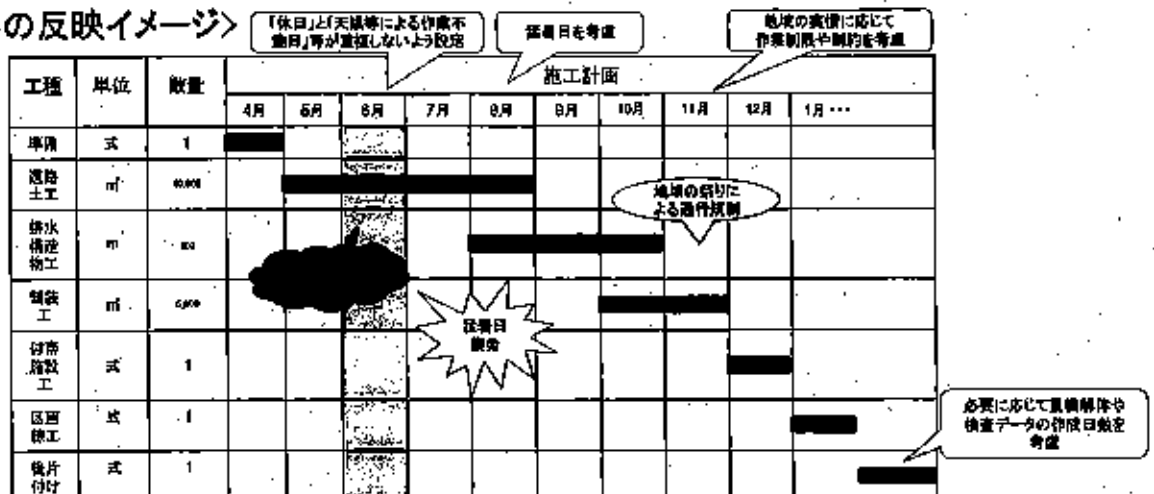 の反映イメージ>
「休日」と「天候等による作業不
能日」等が重複しないよう設定
猛暑日を考慮
地域の実情に応じて
作業制限や制約を考慮
工種 単位 数量 施工計画
4月 5月 6月 7月 8月 9月 10月 11月 12月 1月・・・
準備 式 1
道路
土工 ㎥
地域の祭りに
よる通行規制
排水
構造
物工 m
舗装
工 ㎡ 5,000
猛暑日
付帯
施設
工 式 1
必要に応じて重機解体や
検査データの作成日数を
考慮
区画
線工 式 1
後片
付け 式 1